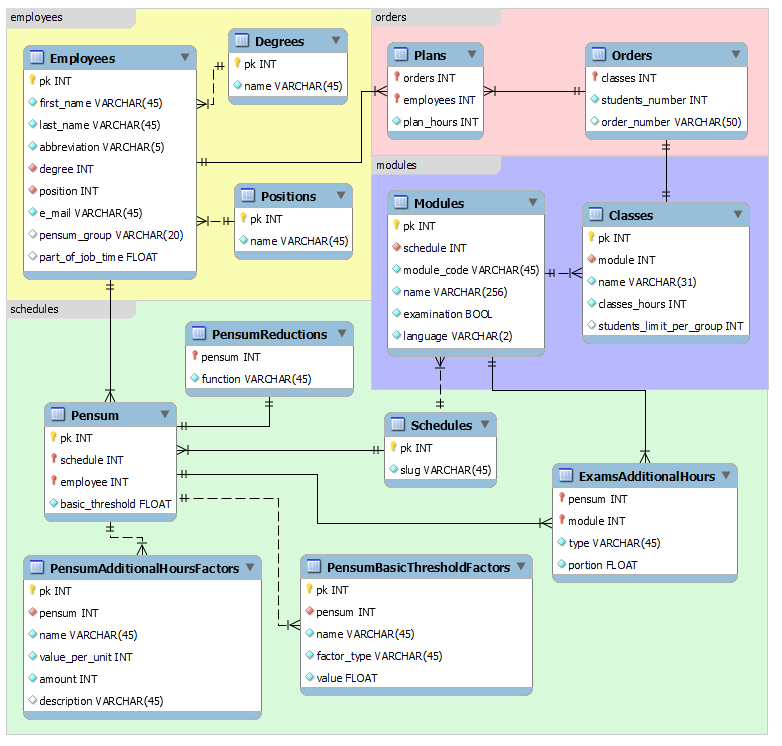 employees
Employees
pk INT
first_name VARCHAR(45)
last_name VARCHAR(45)
abbreviation VARCHAR(5)
degree INT
position INT
e_mail VARCHAR(45)
pensum_group VARCHAR(20)
part_of_job_time FLOAT
Degrees
pk INT
name VARCHAR(45)
Positions
pk INT
name VARCHAR(45)
orders
Plans
orders INT
employees INT
plan_hours INT
Orders
classes INT
students_number INT
order_number VARCHAR(50)
modules
Modules
pk INT
schedule INT
module_code VARCHAR(45)
name VARCHAR(256)
examination BOOL
language VARCHAR(2)
Classes
pk INT
module INT
name VARCHAR(31)
classes_hours INT
students_limit_per_group INT
schedules
PensumReductions
pensum INT
function VARCHAR(45)
Pensum
pk INT
schedule INT
employee INT
basic_threshold FLOAT
Schedules
pk INT
slug VARCHAR(45)
ExamsAdditionalHours
pensum INT
module INT
type VARCHAR(45)
portion FLOAT
PensumAdditionalHoursFactors
pk INT
pensum INT
name VARCHAR(45)
value_per_unit INT
amount INT
description VARCHAR(45)
PensumBasicThresholdFactors
pk INT
pensum INT
name VARCHAR(45)
factor_type VARCHAR(45)
value FLOAT